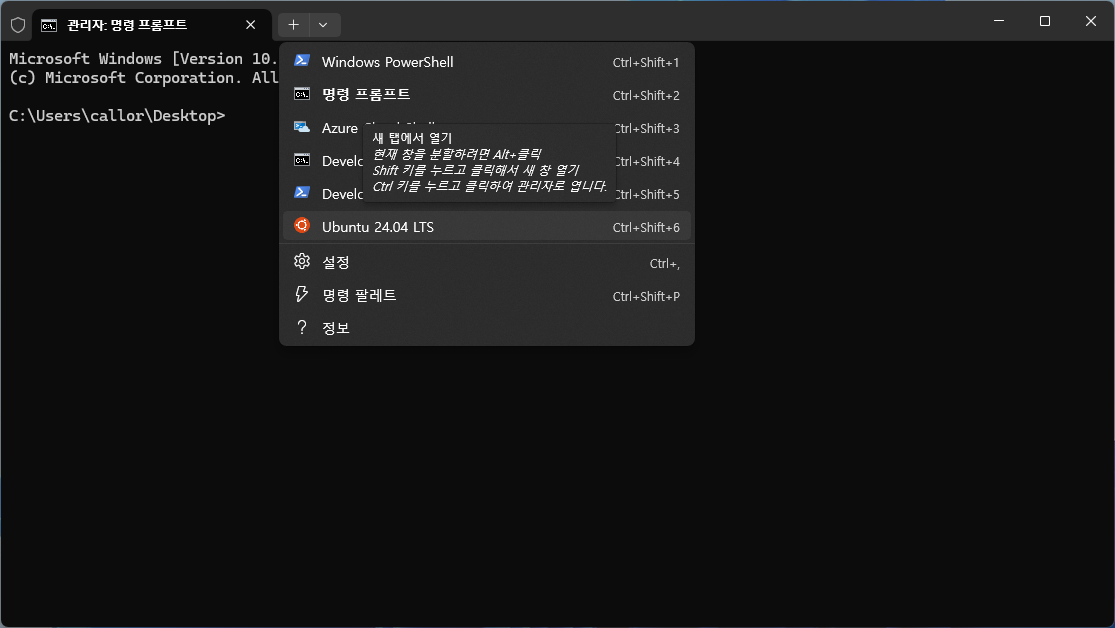 관리자: 명령 프롬프트
Microsoft Windows [Version 10.
(c) Microsoft Corporation. All
C:\Users\callor\Desktop>
Windows PowerShell Ctrl+Shift+1
명령 프롬프트 Ctrl+Shift+2
Azure Ctrl+Shift+3
Develo Ctrl+Shift+4
Develo Ctrl+Shift+5
새 탭에서 열기
현재 창을 분할하려면 Alt+클릭
Shift 키를 누르고 클릭해서 새 창 열기
Ctrl 키를 누르고 클릭하여 관리자로 엽니다.
Ubuntu 24.04 LTS Ctrl+Shift+6
설정 Ctrl+,
명령 팔레트 Ctrl+Shift+P
정보